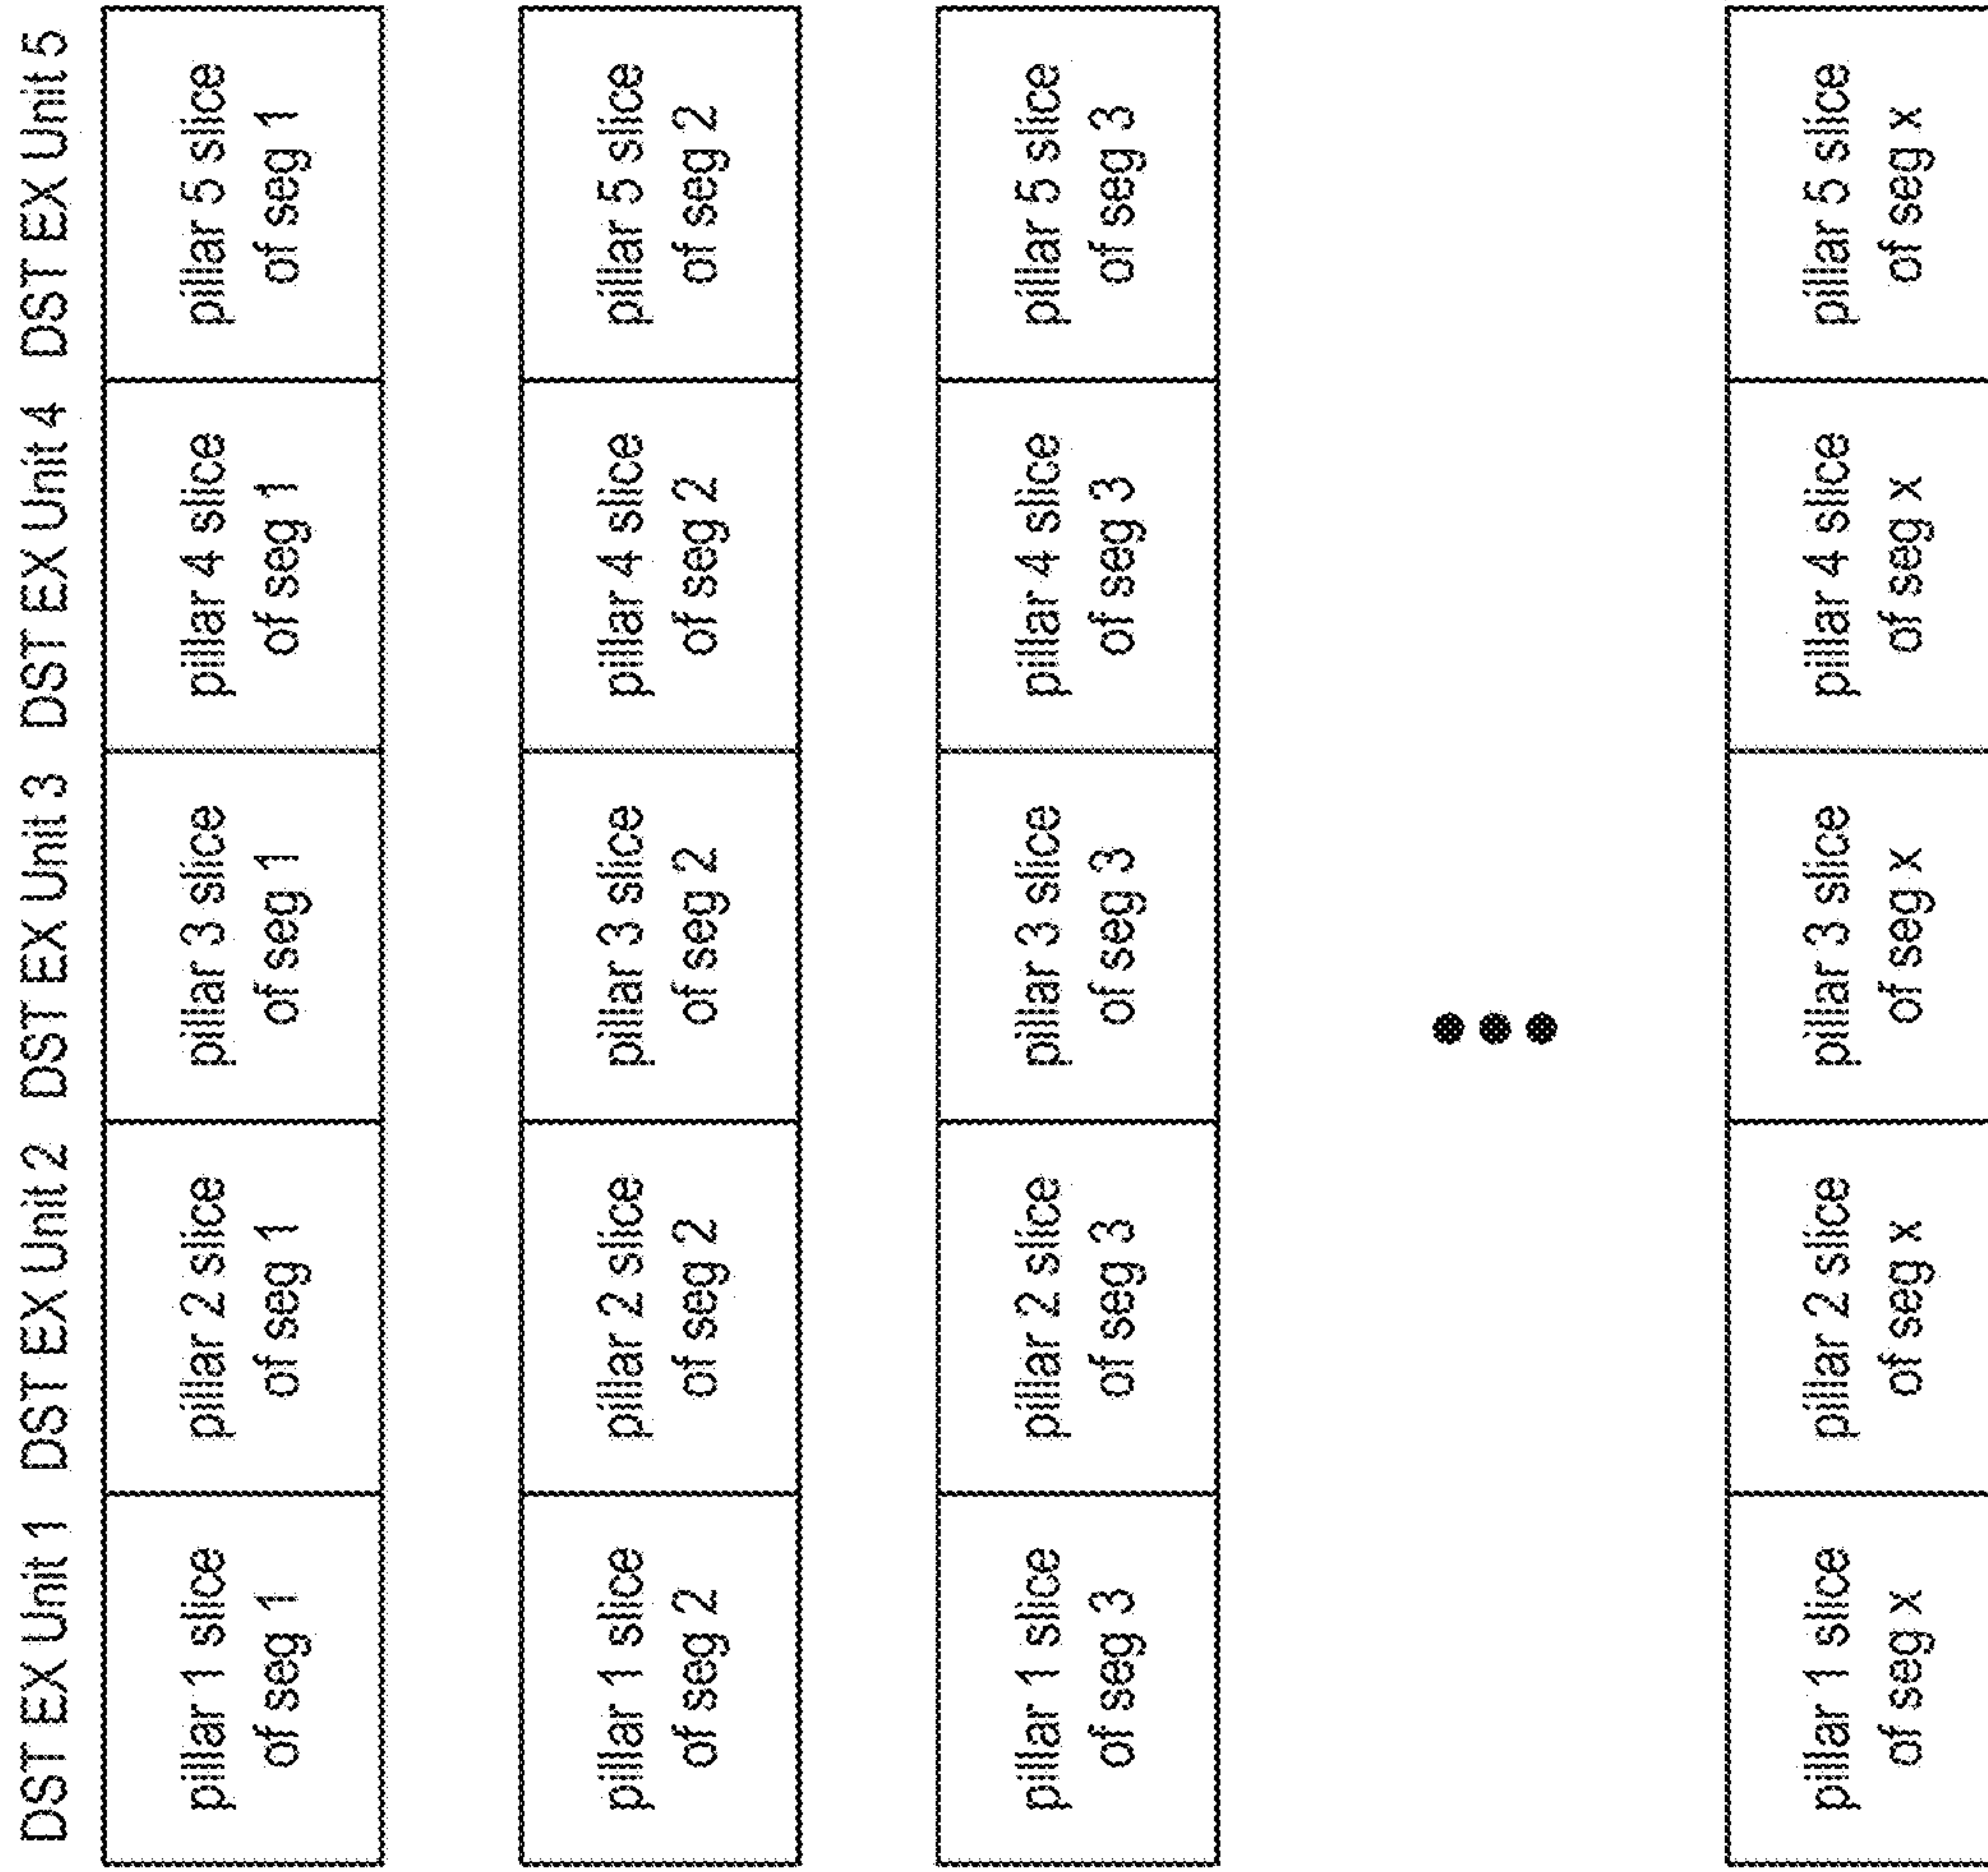 DST EX Unit 1 DST EX Unit 2 DST EX Unit 3 DST EX Unit 4 DST EX Unit 5
pillar 1 slice
of seg 1
pillar 2 slice
of seg 1
pillar 3 slice
of seg 1
pillar 4 slice
of seg 1
pillar 5 slice
of seg 1
pillar 1 slice
of seg 2
pillar 2 slice
of seg 2
pillar 3 slice
of seg 2
pillar 4 slice
of seg 2
pillar 5 slice
of seg 2
pillar 1 slice
of seg 3
pillar 2 slice
of seg 3
pillar 3 slice
of seg 3
pillar 4 slice
of seg 3
pillar 5 slice
of seg 3
pillar 1 slice
of seg x
pillar 2 slice
of seg x
pillar 3 slice
of seg x
pillar 4 slice
of seg x
pillar 5 slice
of seg x